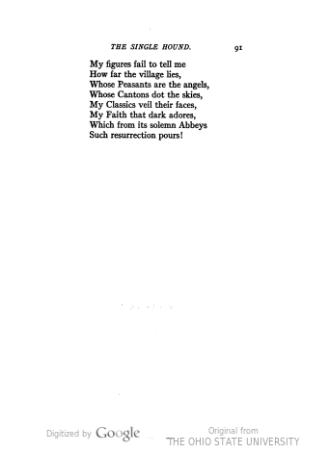 THE SINGLE HOUND. 91
My figures fail to tell me
How far the village lies,
Whose Peasants are the angels,
Whose Cantons dot the skies,
My Classics veil their faces,
My Faith that dark adores,
Which from its solemn Abbeys
Such resurrection pours!
Digitized by Google
Original from
THE OHIO STATE UNIVERSITY